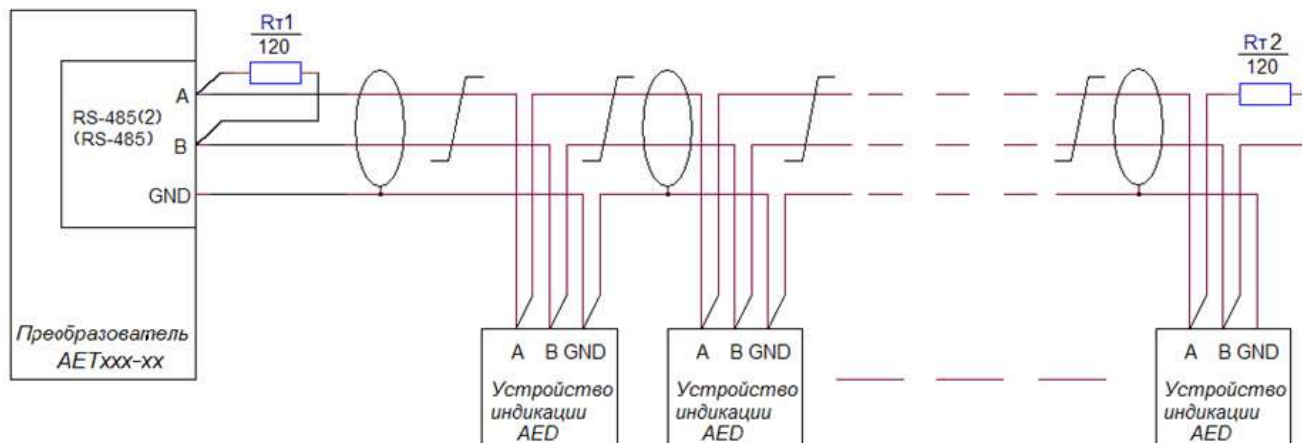 Rт1
120
Rт2
120
A
RS-485(2)
(RS-485)
B
GND
Преобразователь
AETxxx-xx
A B GND
Устройство
индикации
AED
A B GND
Устройство
индикации
AED
A B GND
Устройство
индикации
AED